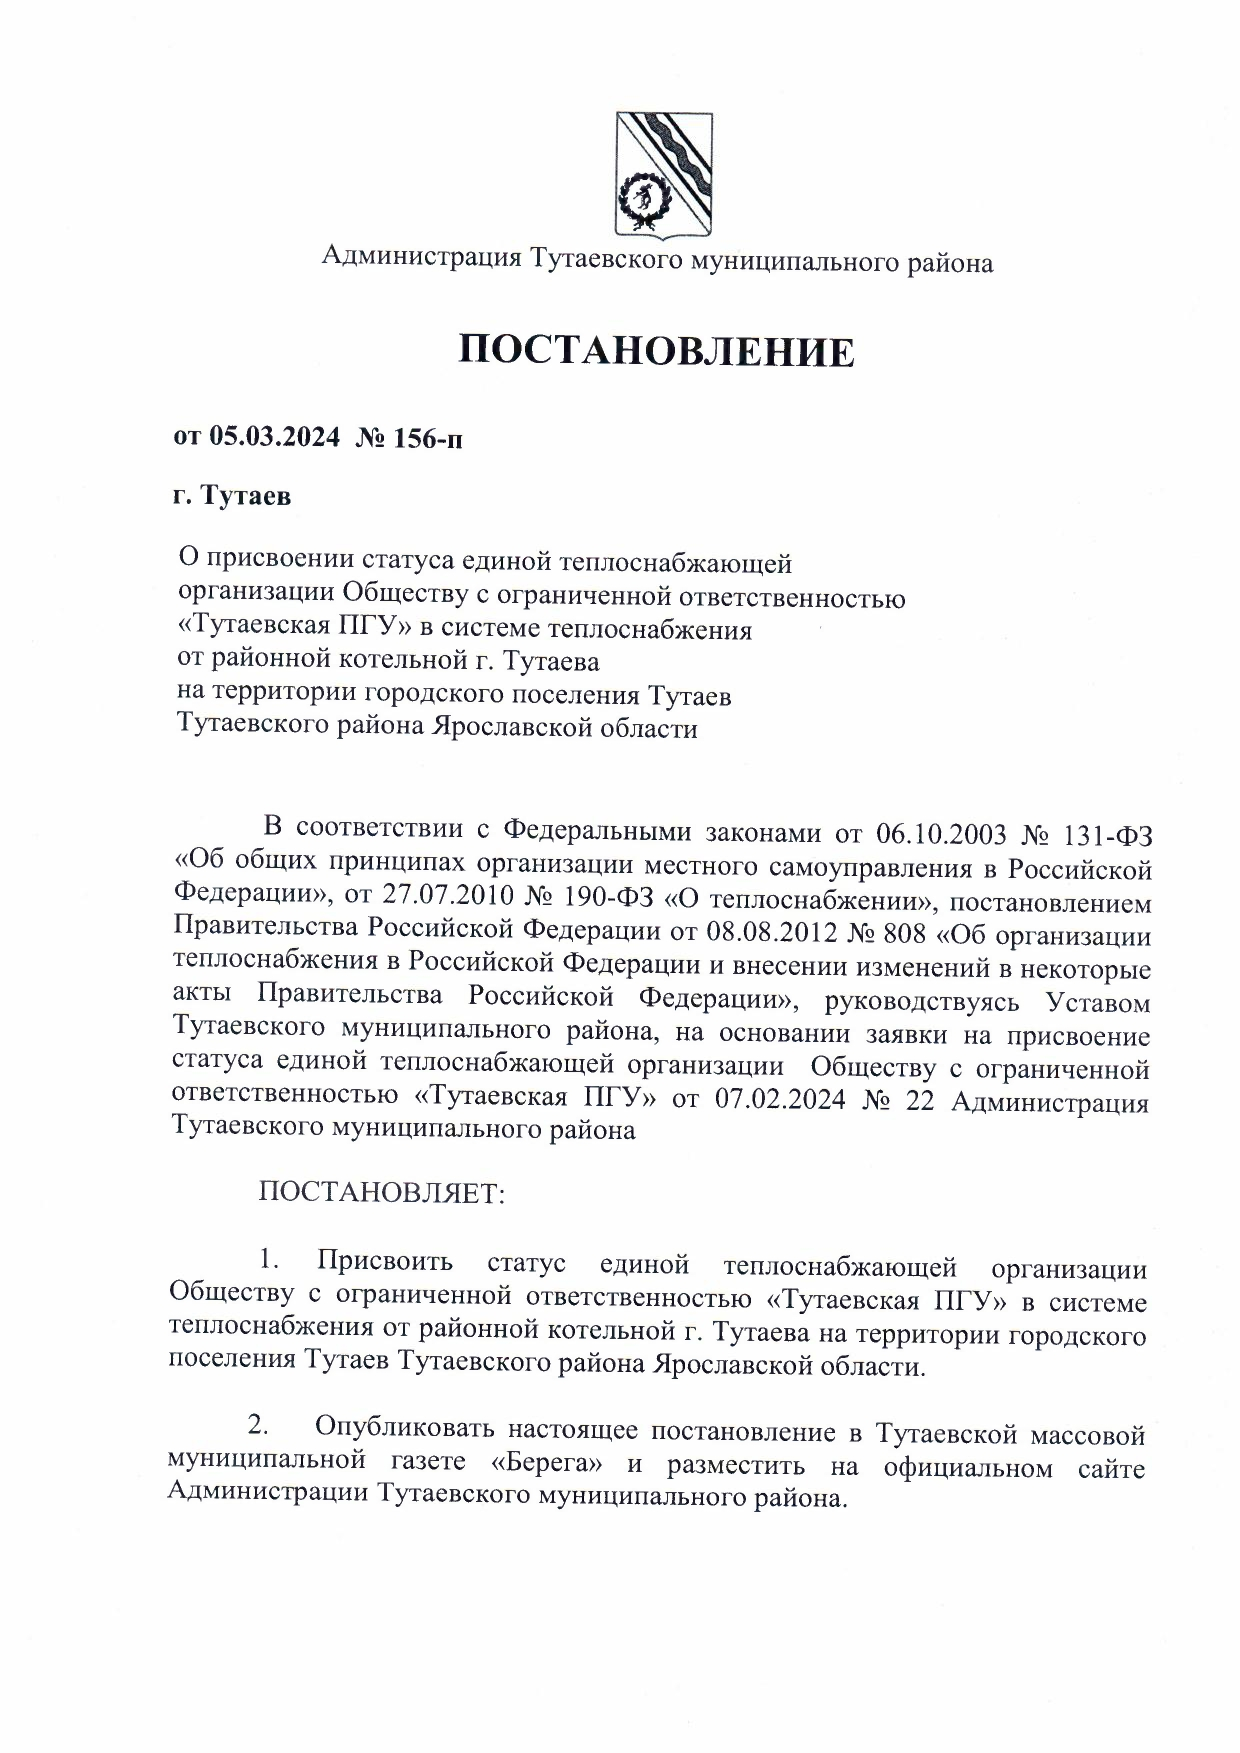 Администрация Тутаевского муниципального района
ПОСТАНОВЛЕНИЕ
от 05.03.2024 № 156-п
г. Тутаев
О присвоении статуса единой теплоснабжающей
организации Обществу с ограниченной ответственностью
«Тутаевская ПГУ» в системе теплоснабжения
от районной котельной г. Тутаева
на территории городского поселения Тутаев
Тутаевского района Ярославской области
В соответствии с Федеральными законами от 06.10.2003 № 131-ФЗ
«Об общих принципах организации местного самоуправления в Российской
Федерации», от 27.07.2010 № 190-ФЗ «О теплоснабжении», постановлением
Правительства Российской Федерации от 08.08.2012 № 808 «Об организации
теплоснабжения в Российской Федерации и внесении изменений в некоторые
акты Правительства Российской Федерации», руководствуясь Уставом
Тутаевского муниципального района, на основании заявки на присвоение
статуса единой теплоснабжающей организации Обществу с ограниченной
ответственностью «Тутаевская ПГУ» от 07.02.2024 № 22 Администрация
Тутаевского муниципального района
ПОСТАНОВЛЯЕТ:
1. Присвоить статус единой теплоснабжающей организации
Обществу с ограниченной ответственностью «Тутаевская ПГУ» в системе
теплоснабжения от районной котельной г. Тутаева на территории городского
поселения Тутаев Тутаевского района Ярославской области.
2. Опубликовать настоящее постановление в Тутаевской массовой
муниципальной газете «Берега» и разместить на официальном сайте
Администрации Тутаевского муниципального района.